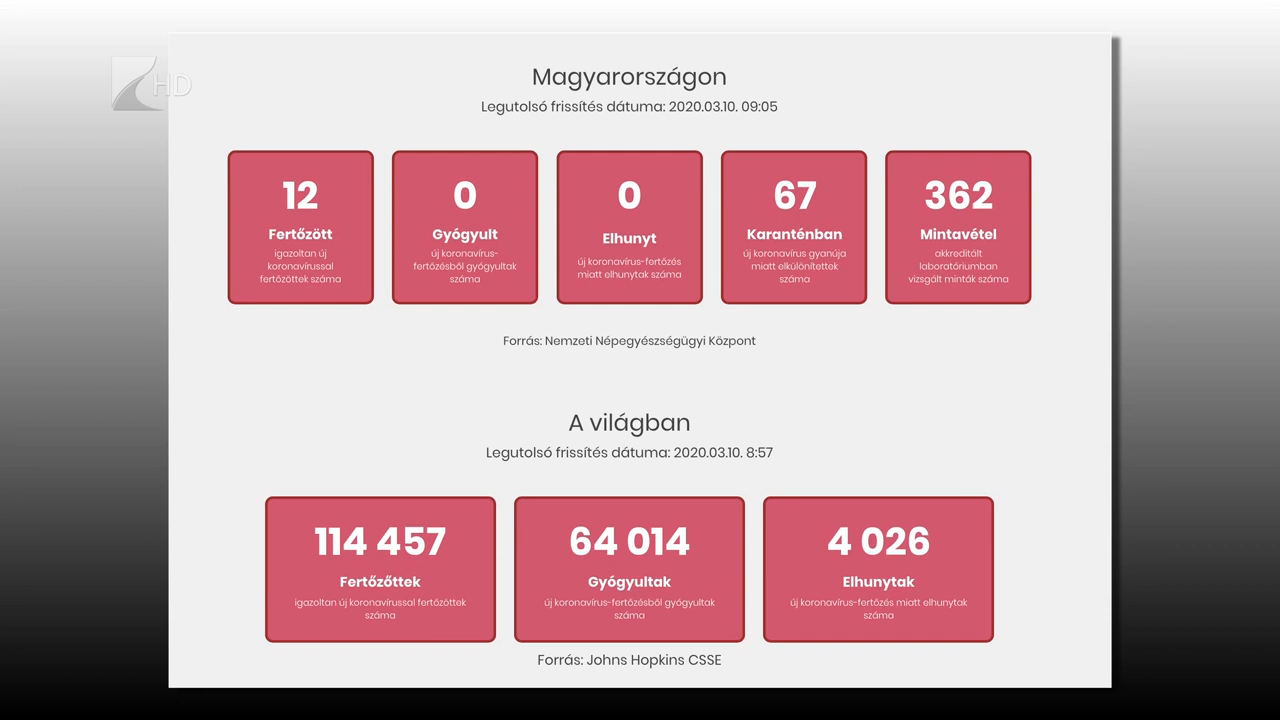 HD
Magyarországon
Legutolsó frissítés dátuma: 2020.03.10. 09:05
12
Fertőzött
igazoltan új
koronavírussal
fertőzöttek száma
0
Gyógyult
új koronavírus-
fertőzésből gyógyultak
száma
0
Elhunyt
új koronavírus-fertőzés
miatt elhunytak száma
67
Karanténban
új koronavírus gyanúja
miatt elkülönítettek
száma
362
Mintavétel
akkreditált
laboratóriumban
vizsgált minták száma
Forrás: Nemzeti Népegyészségügyi Központ
A világban
Legutolsó frissítés dátuma: 2020.03.10. 8:57
114 457
Fertőzőttek
igazoltan új koronavírussal fertőzöttek
száma
64 014
Gyógyultak
új koronavírus-fertőzésből gyógyultak
száma
4 026
Elhunytak
új koronavírus-fertőzés miatt elhunytak
száma
Forrás: Johns Hopkins CSSE